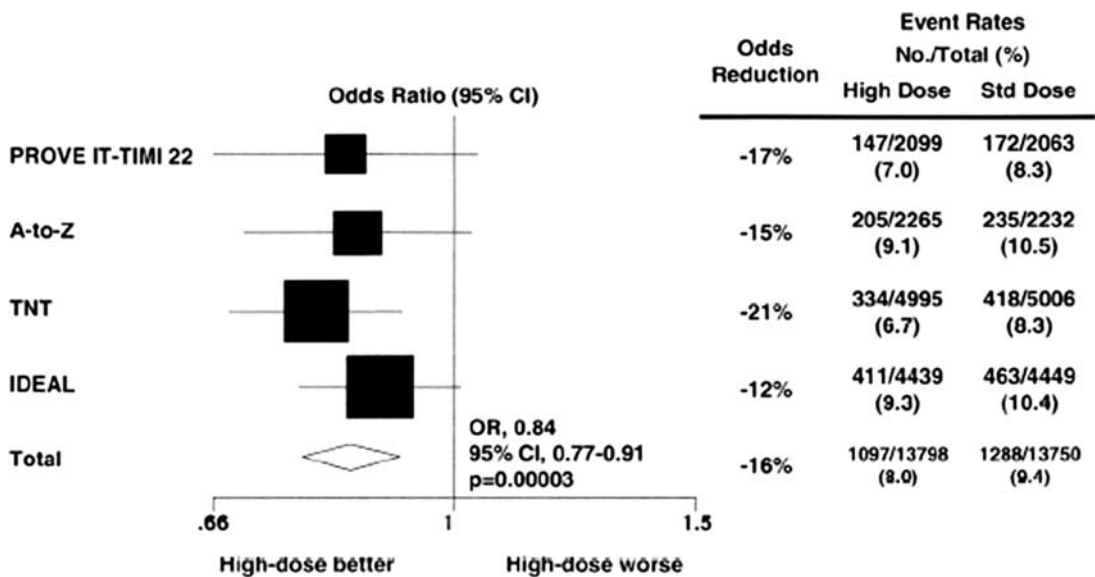 Event Rates
Odds Reduction
No./Total (%)
Odds Ratio (95% CI)
High Dose Std Dose
PROVE IT-TIMI 22 -17% 147/2099 172/2063
(7.0) (8.3)
A-to-Z -15% 205/2265 235/2232
(9.1) (10.5)
TNT -21% 334/4995 418/5006
(6.7) (8.3)
IDEAL -12% 411/4439 463/4449
(9.3) (10.4)
OR, 0.84
Total 95% CI, 0.77-0.91 -16% 1097/13798 1288/13750
p=0.00003 (8.0) (9.4)
.66 1 1.5
High-dose better High-dose worse